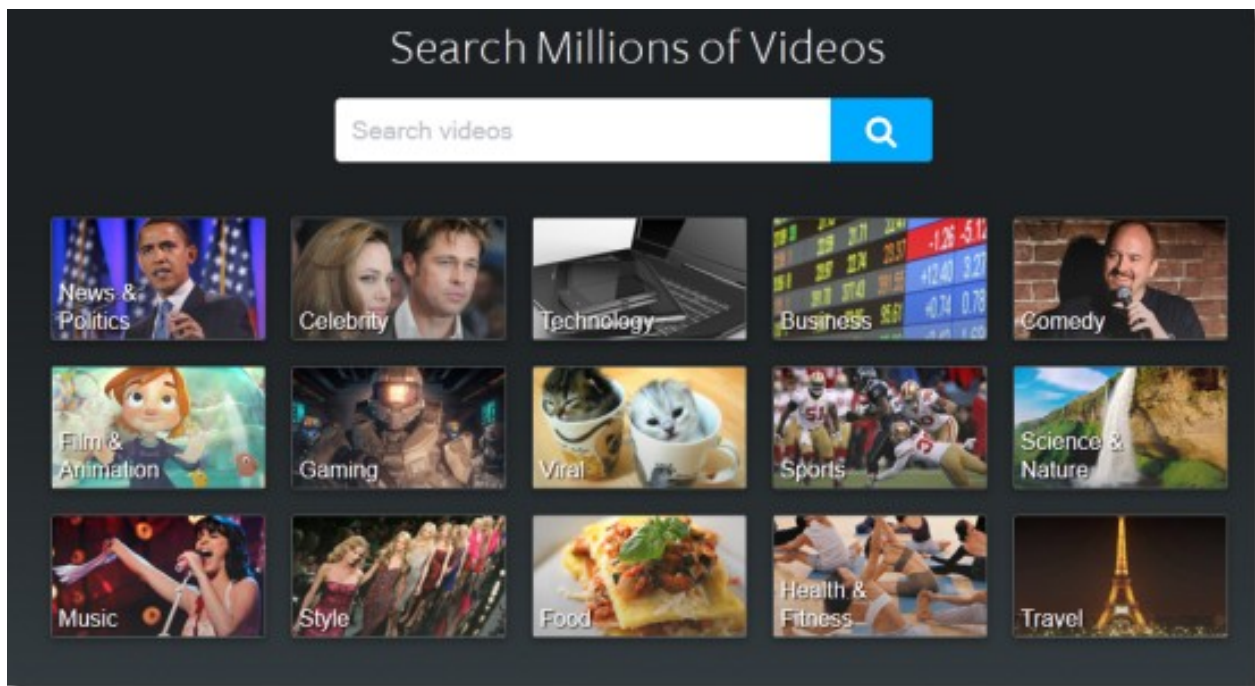 Search Millions of Videos
Search videos
News &
Politics
Celebrity
Technology
Business
Comedy
Film &
Animation
Gaming
Viral
Sports
Science &
Nature
Music
Style
Food
Health &
Fitness
Travel